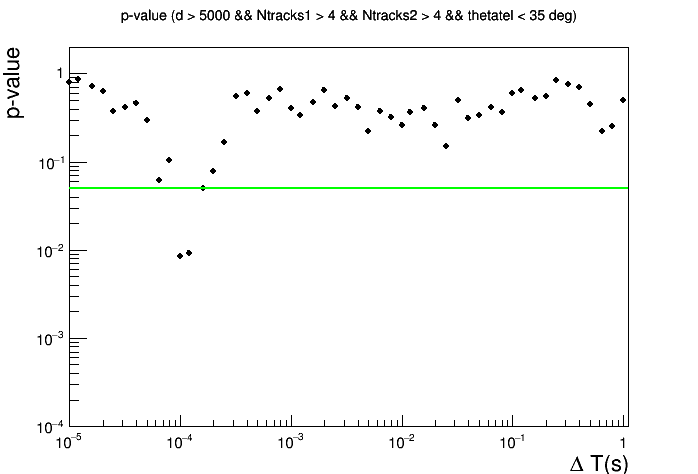 p-value (d > 5000 && Ntracks1 > 4 && Ntracks2 > 4 && thetatel < 35 deg)
p-value
1
10⁻¹
10⁻²
10⁻³
10⁻⁴
10⁻⁵ 10⁻⁴ 10⁻³ 10⁻² 10⁻¹ 1
Δ T(s)